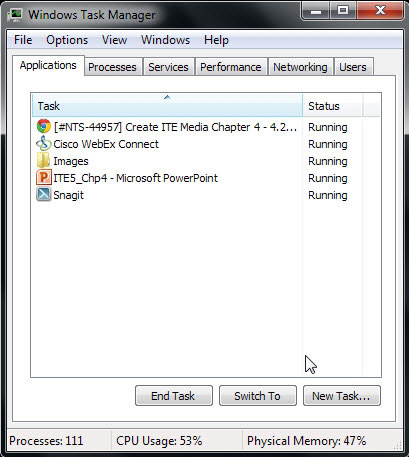 Windows Task Manager
File Options View Windows Help
Applications Processes Services Performance Networking Users
Task Status
[#NTS-44957] Create ITE Media Chapter 4 - 4.2... Running
Cisco WebEx Connect Running
Images Running
ITE5_Chp4 - Microsoft PowerPoint Running
Snagit Running
End Task Switch To New Task...
Processes: 111 CPU Usage: 53% Physical Memory: 47%